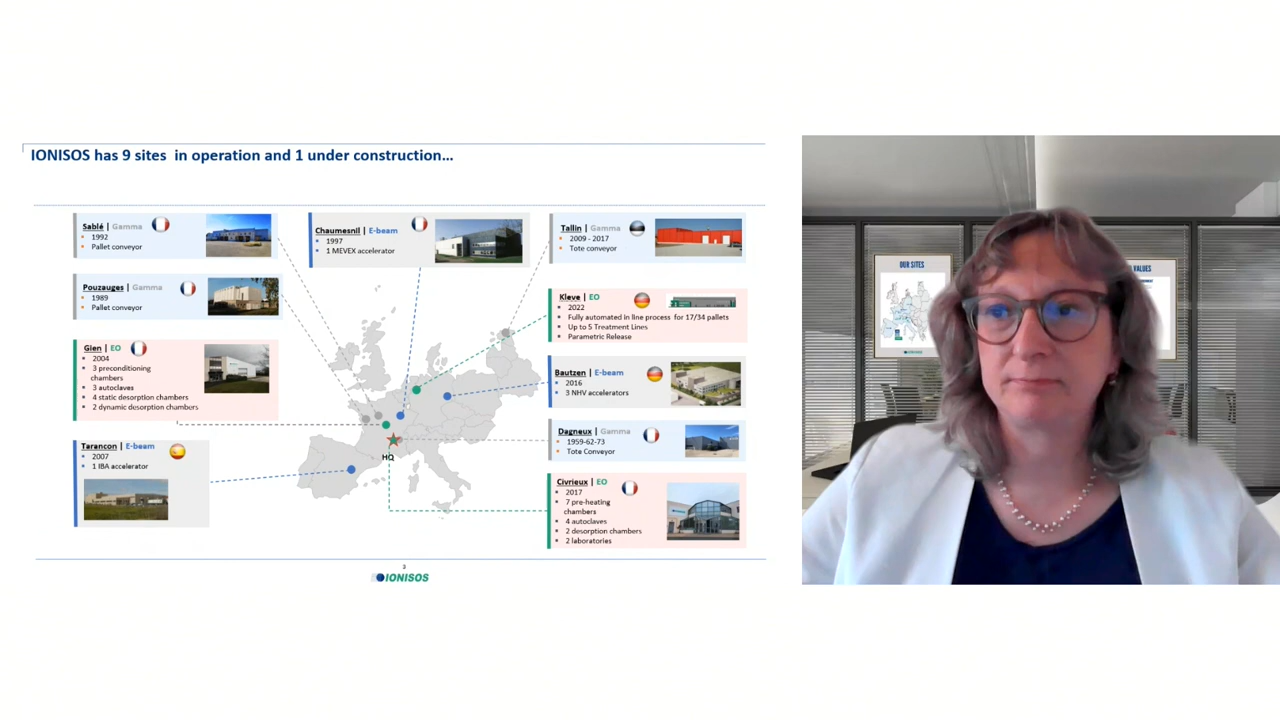 IONISOS has 9 sites in operation and 1 under construction…
Sablé | Gamma
▪ 1992
▪ Pallet conveyor
Pouzauges | Gamma
▪ 1989
▪ Pallet conveyor
Gien | EO
▪ 2004
▪ 3 preconditioning
chambers
▪ 3 autoclaves
▪ 4 static desorption chambers
▪ 2 dynamic desorption chambers
Tarancon | E-beam
▪ 2007
▪ 1 IBA accelerator
Chaumesnil | E-beam
▪ 1997
▪ 1 MEVEX accelerator
Tallin | Gamma
▪ 2009 - 2017
▪ Tote conveyor
Kleve | EO
▪ 2022
▪ Fully automated in line process for 17/34 pallets
▪ Up to 5 Treatment Lines
▪ Parametric Release
Bautzen | E-beam
▪ 2016
▪ 3 NHV accelerators
Dagneux | Gamma
▪ 1959-62-73
▪ Tote Conveyor
Civrieux | EO
▪ 2017
▪ 7 pre-heating
chambers
▪ 4 autoclaves
▪ 2 desorption chambers
▪ 2 laboratories
HQ
3
IONISOS
OUR SITES
VALUES